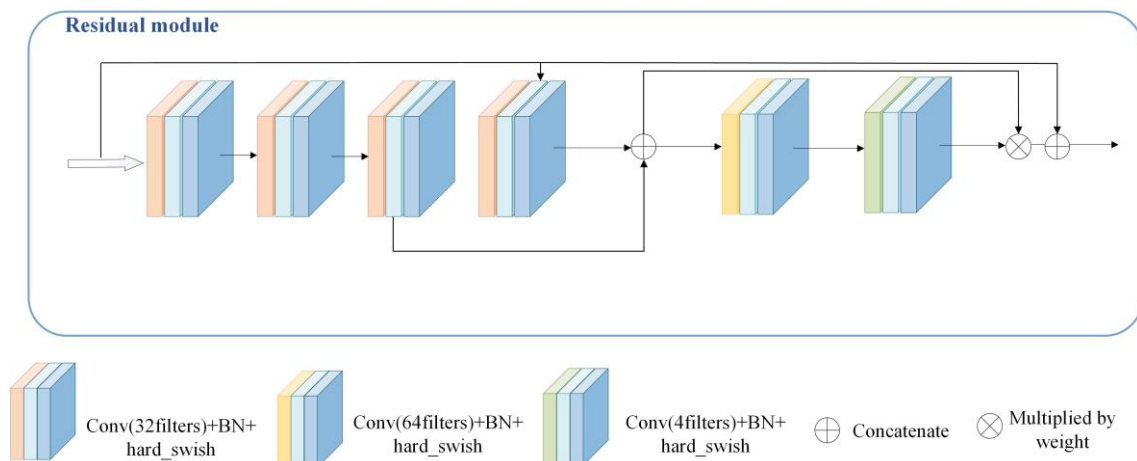 Residual module
Conv(32filters)+BN+
hard_swish
Conv(64filters)+BN+
hard_swish
Conv(4filters)+BN+
hard_swish
Concatenate
Multiplied by
weight